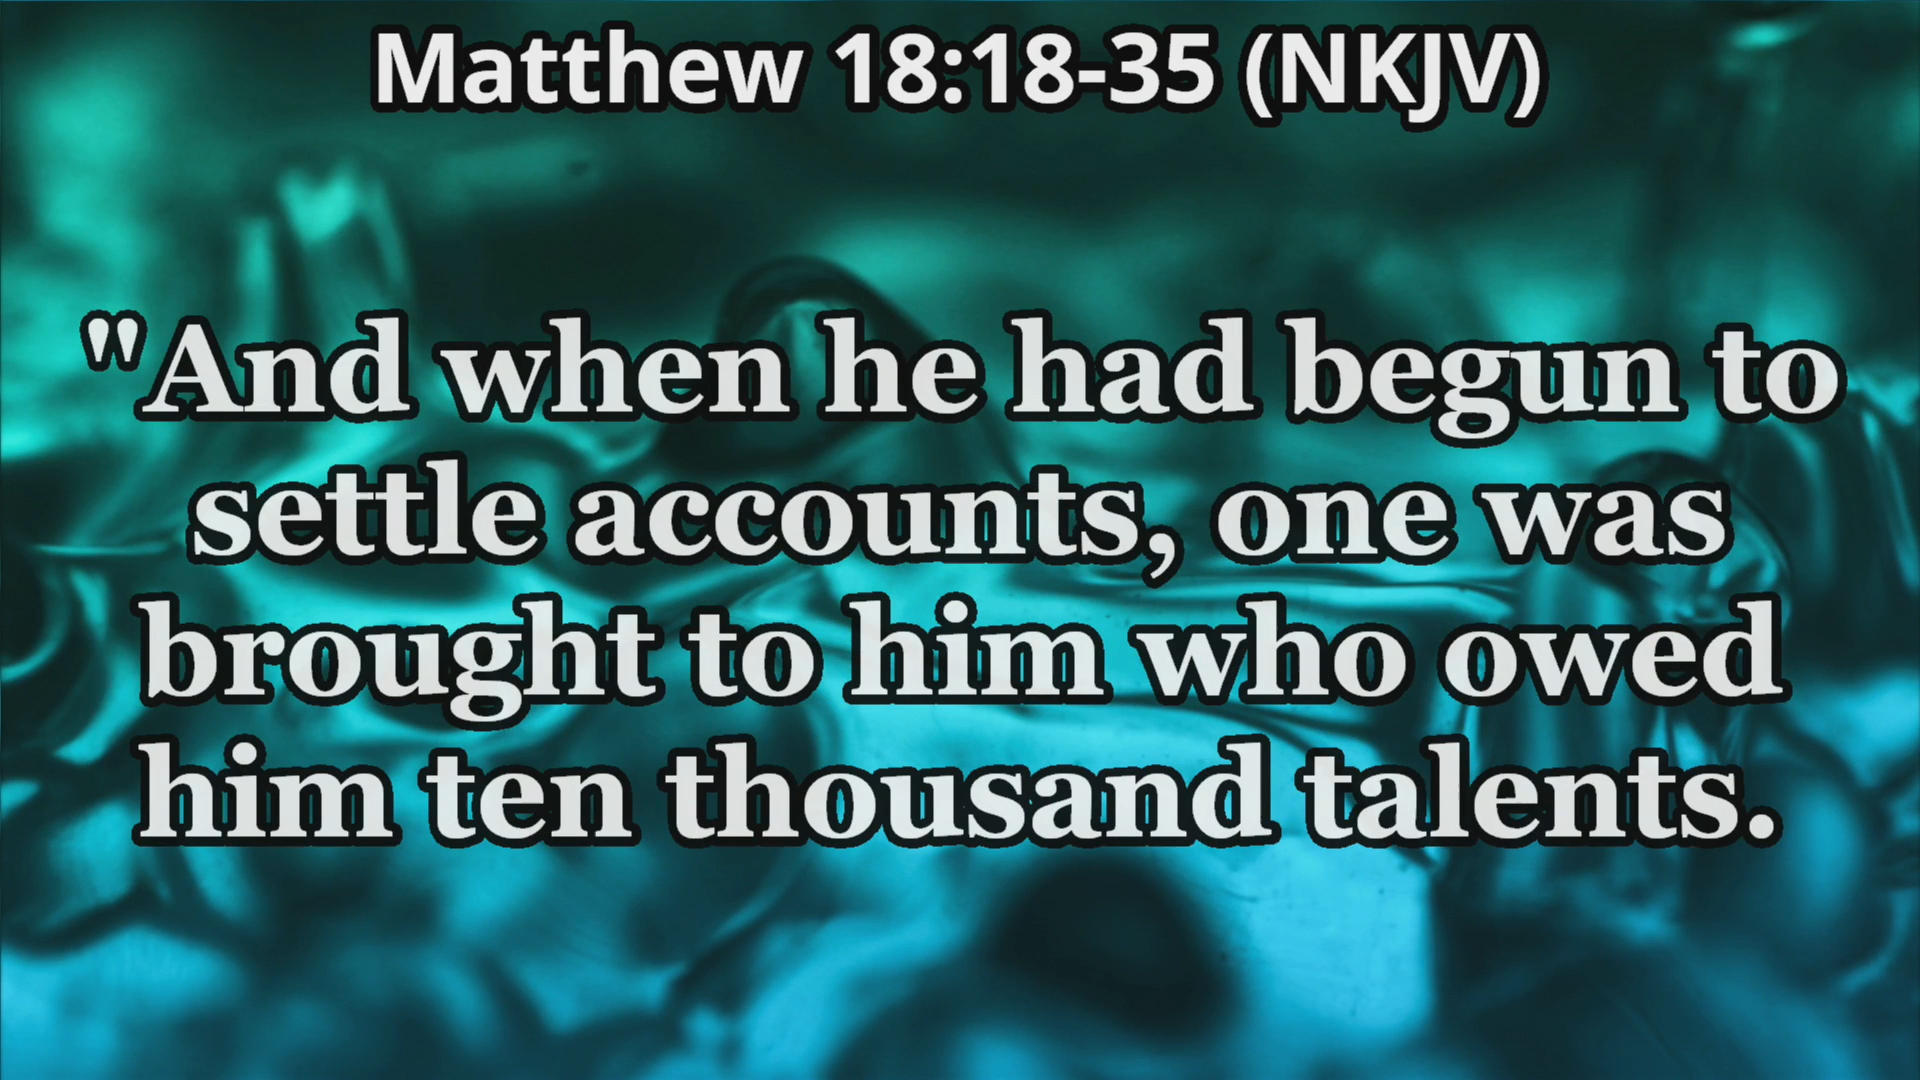 Matthew 18:18-35 (NKJV)
"And when he had begun to
settle accounts, one was
brought to him who owed
him ten thousand talents.